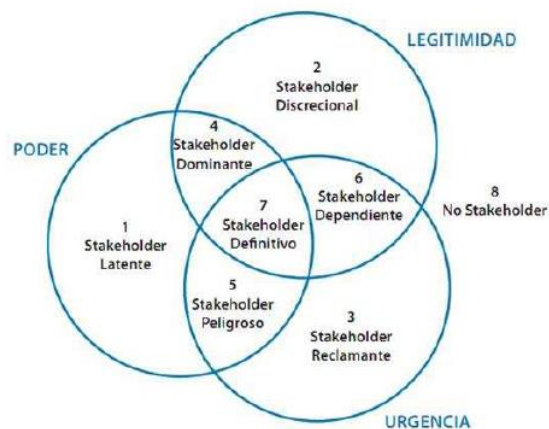 LEGITIMIDAD
2
Stakeholder
Discrecional
PODER
4
Stakeholder
Dominante
6
Stakeholder
Dependiente
8
No Stakeholder
1
Stakeholder
Latente
7
Stakeholder
Definitivo
5
Stakeholder
Peligroso
3
Stakeholder
Reclamante
URGENCIA